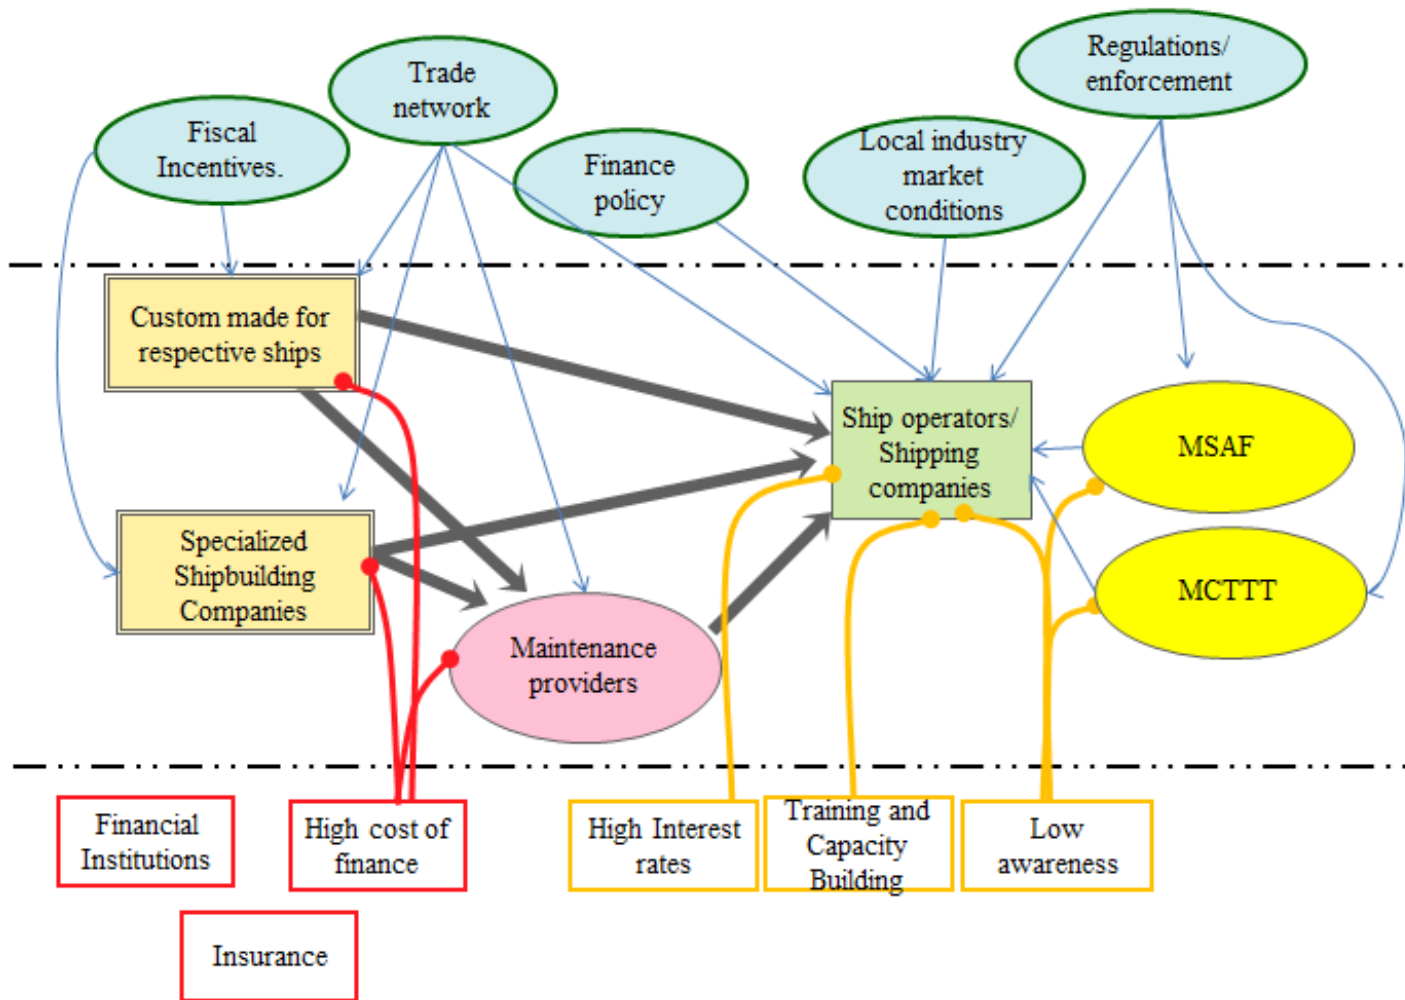 Regulations/
enforcement
Trade
network
Fiscal
Incentives.
Finance
policy
Local industry
market
conditions
Custom made for
respective ships
Ship operators/
Shipping
companies
MSAF
Specialized
Shipbuilding
Companies
MCTTT
Maintenance
providers
Financial
Institutions
High cost of
finance
High Interest
rates
Training and
Capacity
Building
Low
awareness
Insurance